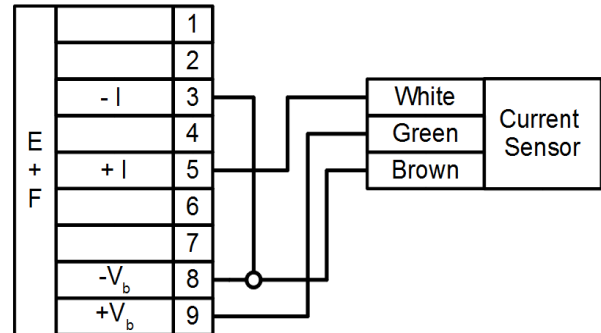 1
2
- I 3
4
+ I 5
6
7
-Vb 8
+Vb 9
E
+
F
White
Green
Brown
Current
Sensor